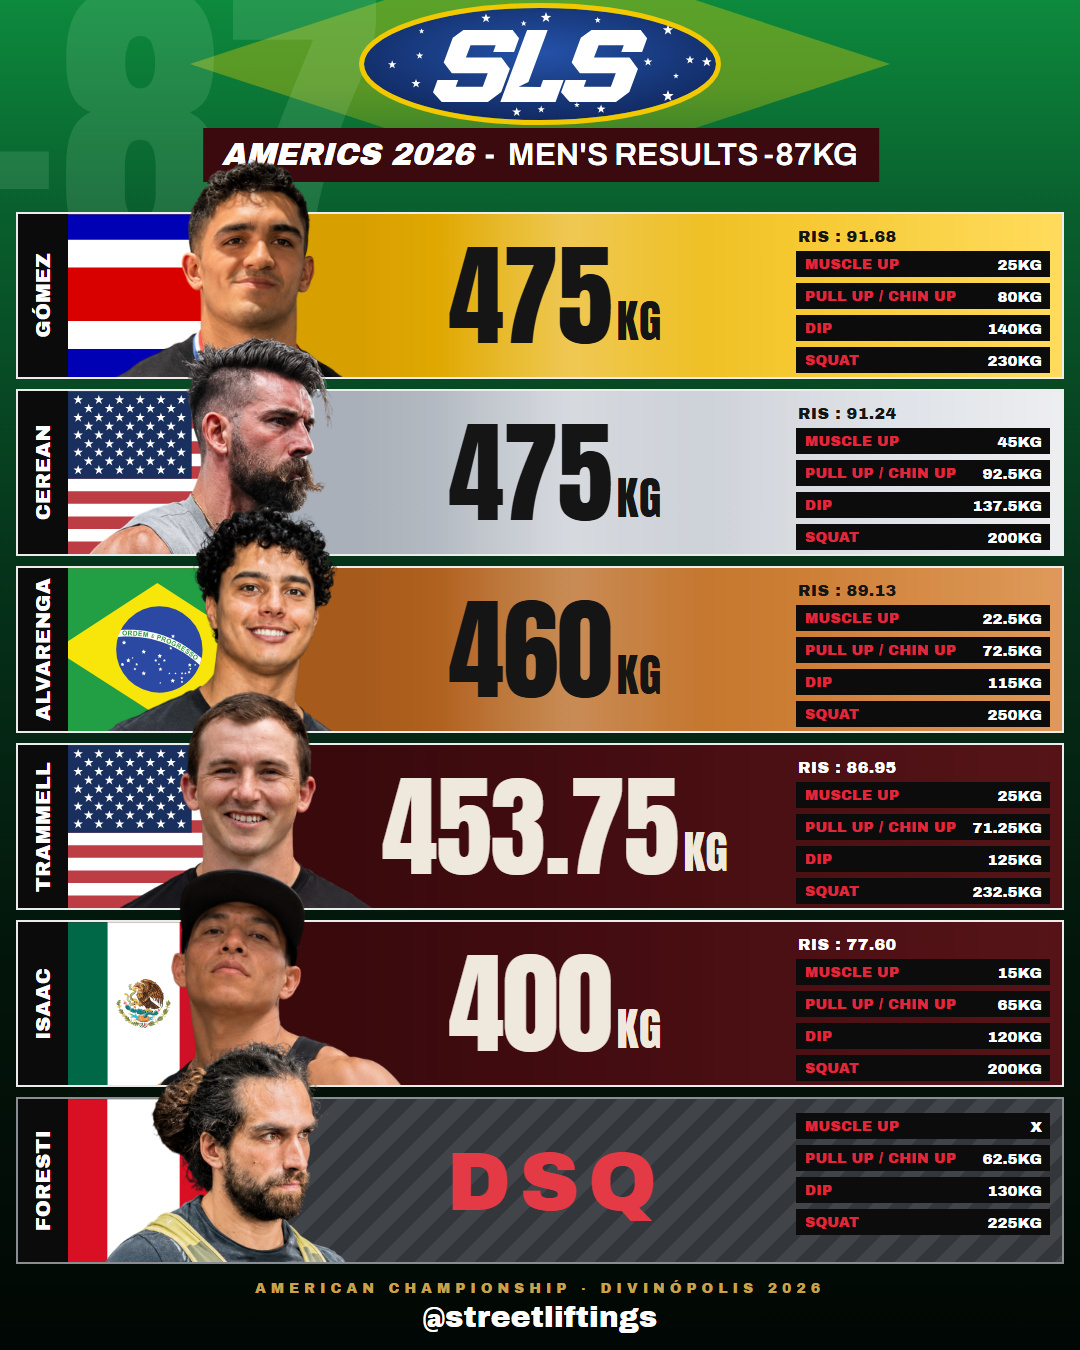 -87
SLS
AMERICS 2026 - MEN'S RESULTS -87KG
GÓMEZ
475KG
RIS : 91.68
MUSCLE UP 25KG
PULL UP / CHIN UP 80KG
DIP 140KG
SQUAT 230KG
CEREAN
475KG
RIS : 91.24
MUSCLE UP 45KG
PULL UP / CHIN UP 92.5KG
DIP 137.5KG
SQUAT 200KG
ALVARENGA
ORDEM E PROGRESSO
460KG
RIS : 89.13
MUSCLE UP 22.5KG
PULL UP / CHIN UP 72.5KG
DIP 115KG
SQUAT 250KG
TRAMMELL
453.75KG
RIS : 86.95
MUSCLE UP 25KG
PULL UP / CHIN UP 71.25KG
DIP 125KG
SQUAT 232.5KG
ISAAC
400KG
RIS : 77.60
MUSCLE UP 15KG
PULL UP / CHIN UP 65KG
DIP 120KG
SQUAT 200KG
FORESTI
DSQ
MUSCLE UP X
PULL UP / CHIN UP 62.5KG
DIP 130KG
SQUAT 225KG
AMERICAN CHAMPIONSHIP - DIVINÓPOLIS 2026
@streetliftings